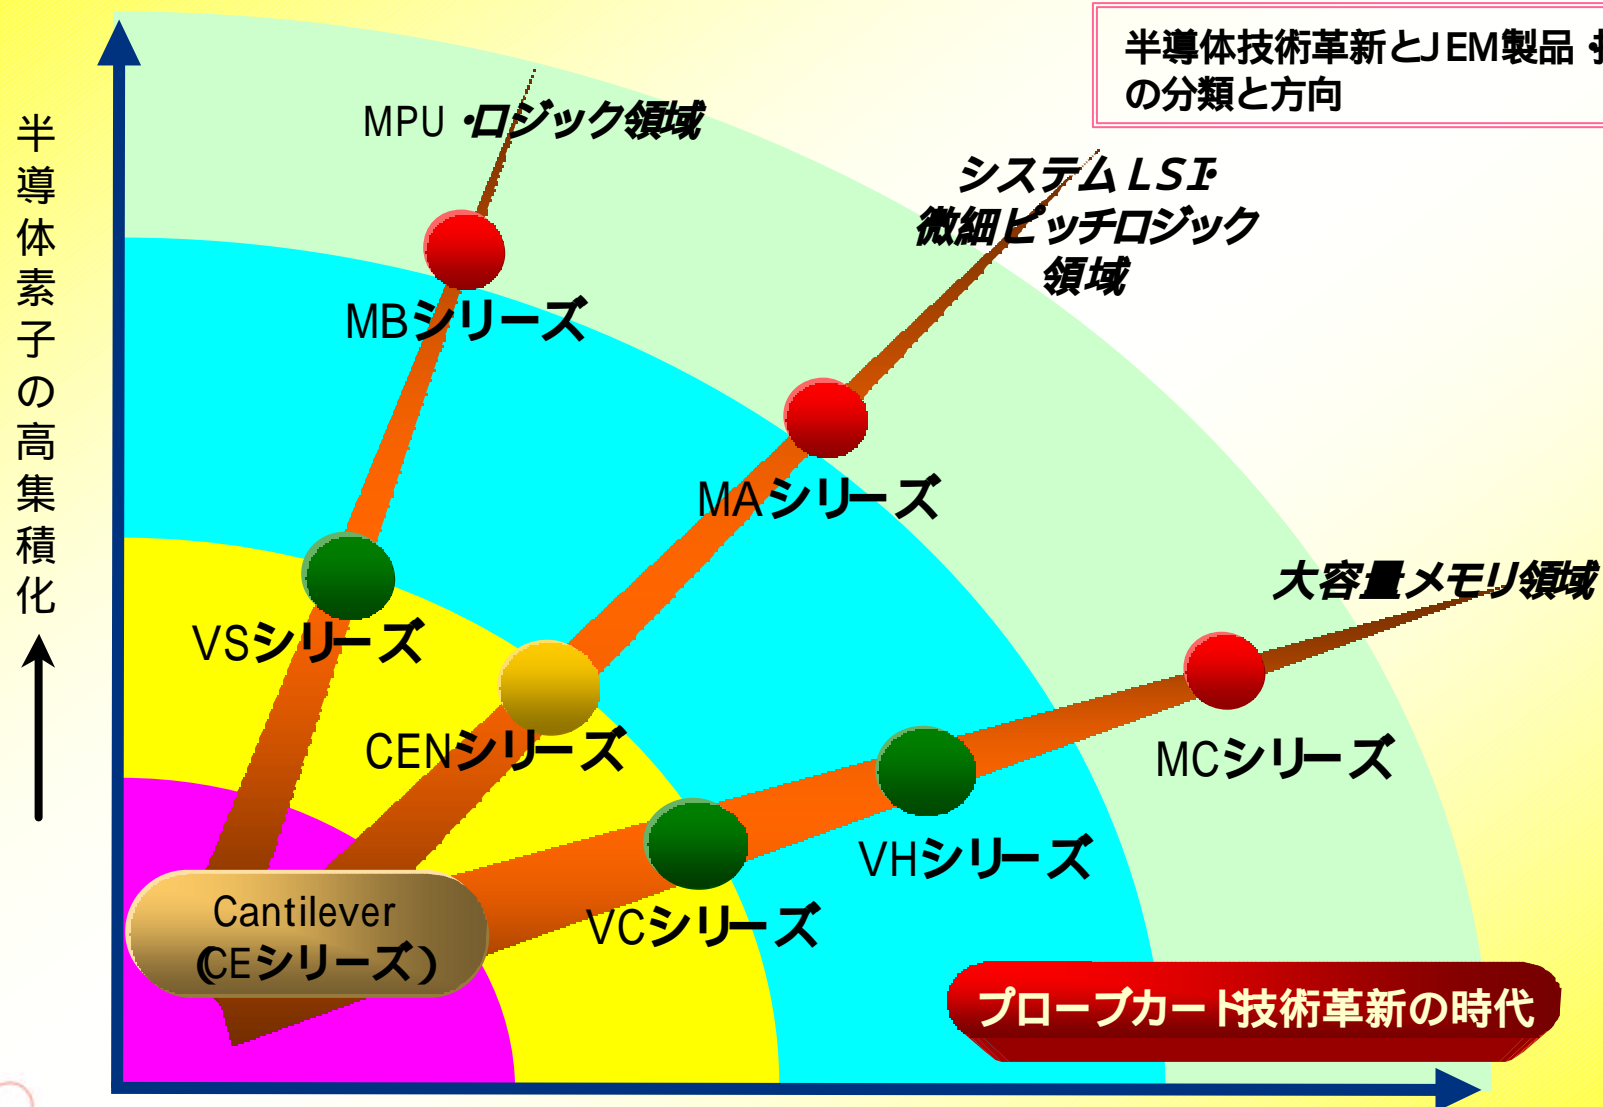 半導体技術革新とJEM製品・
の分類と方向
半導体素子の高集積化
MPU・ロジック領域
システムLSI・
微細ピッチロジック
領域
大容量メモリ領域
MBシリーズ
MAシリーズ
MCシリーズ
VSシリーズ
CENシリーズ
VHシリーズ
VCシリーズ
Cantilever
(CEシリーズ)
プローブカード技術革新の時代